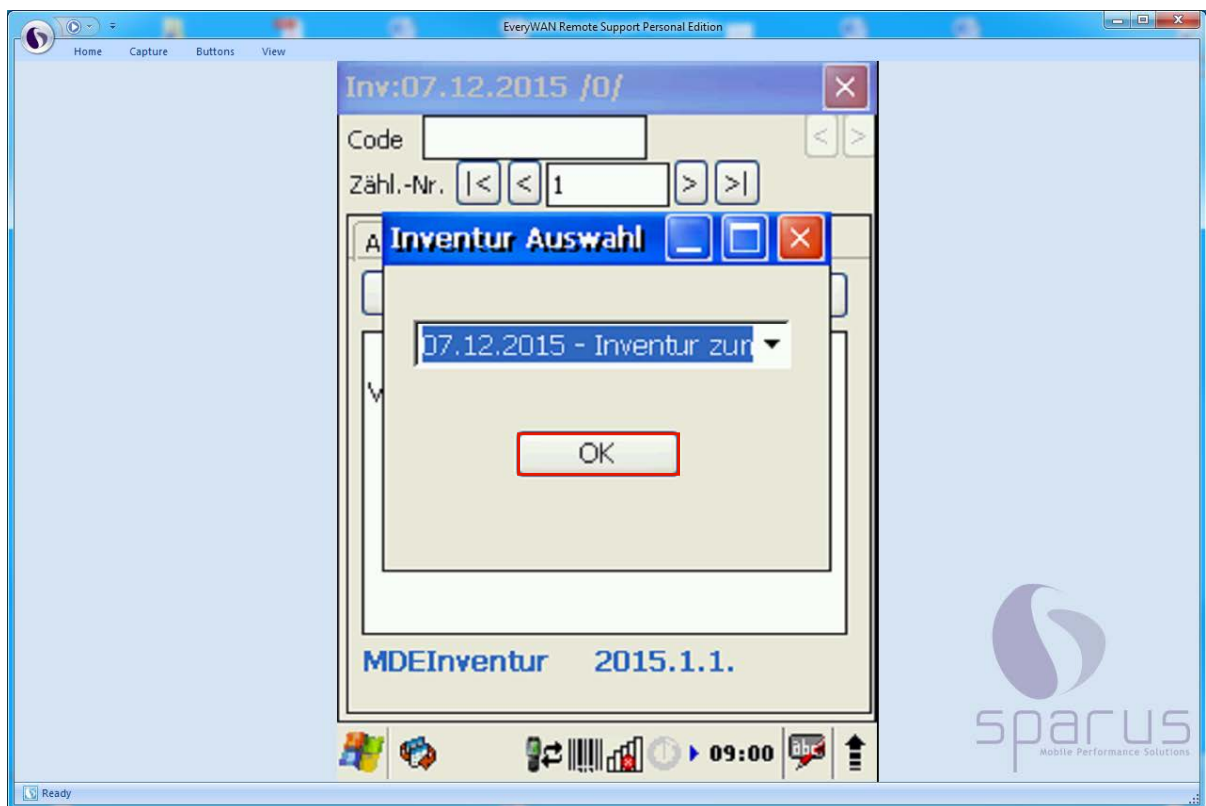 EveryWAN Remote Support Personal Edition
Home Capture Buttons View
Inv:07.12.2015 /0/
Code
Zähl.-Nr. |< < 1 > >|
A
Inventur Auswahl
07.12.2015 - Inventur zur
V
OK
MDEInventur 2015.1.1.
09:00
abc
sparus
Mobile Performance Solutions
Ready